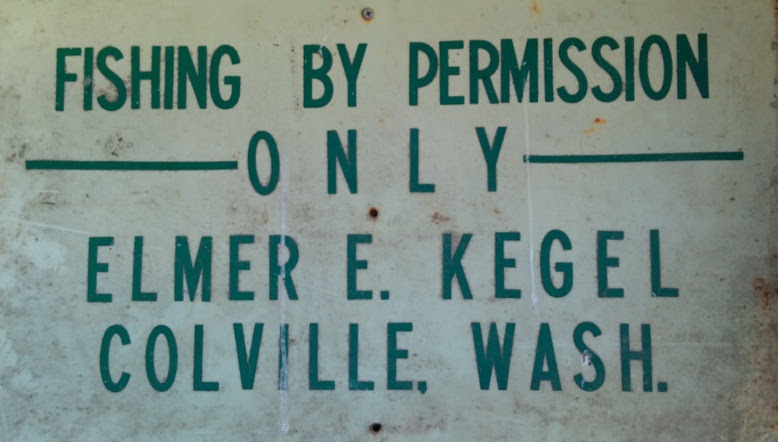 FISHING BY PERMISSION
ONLY
ELMER E. KEGEL
COLVILLE, WASH.